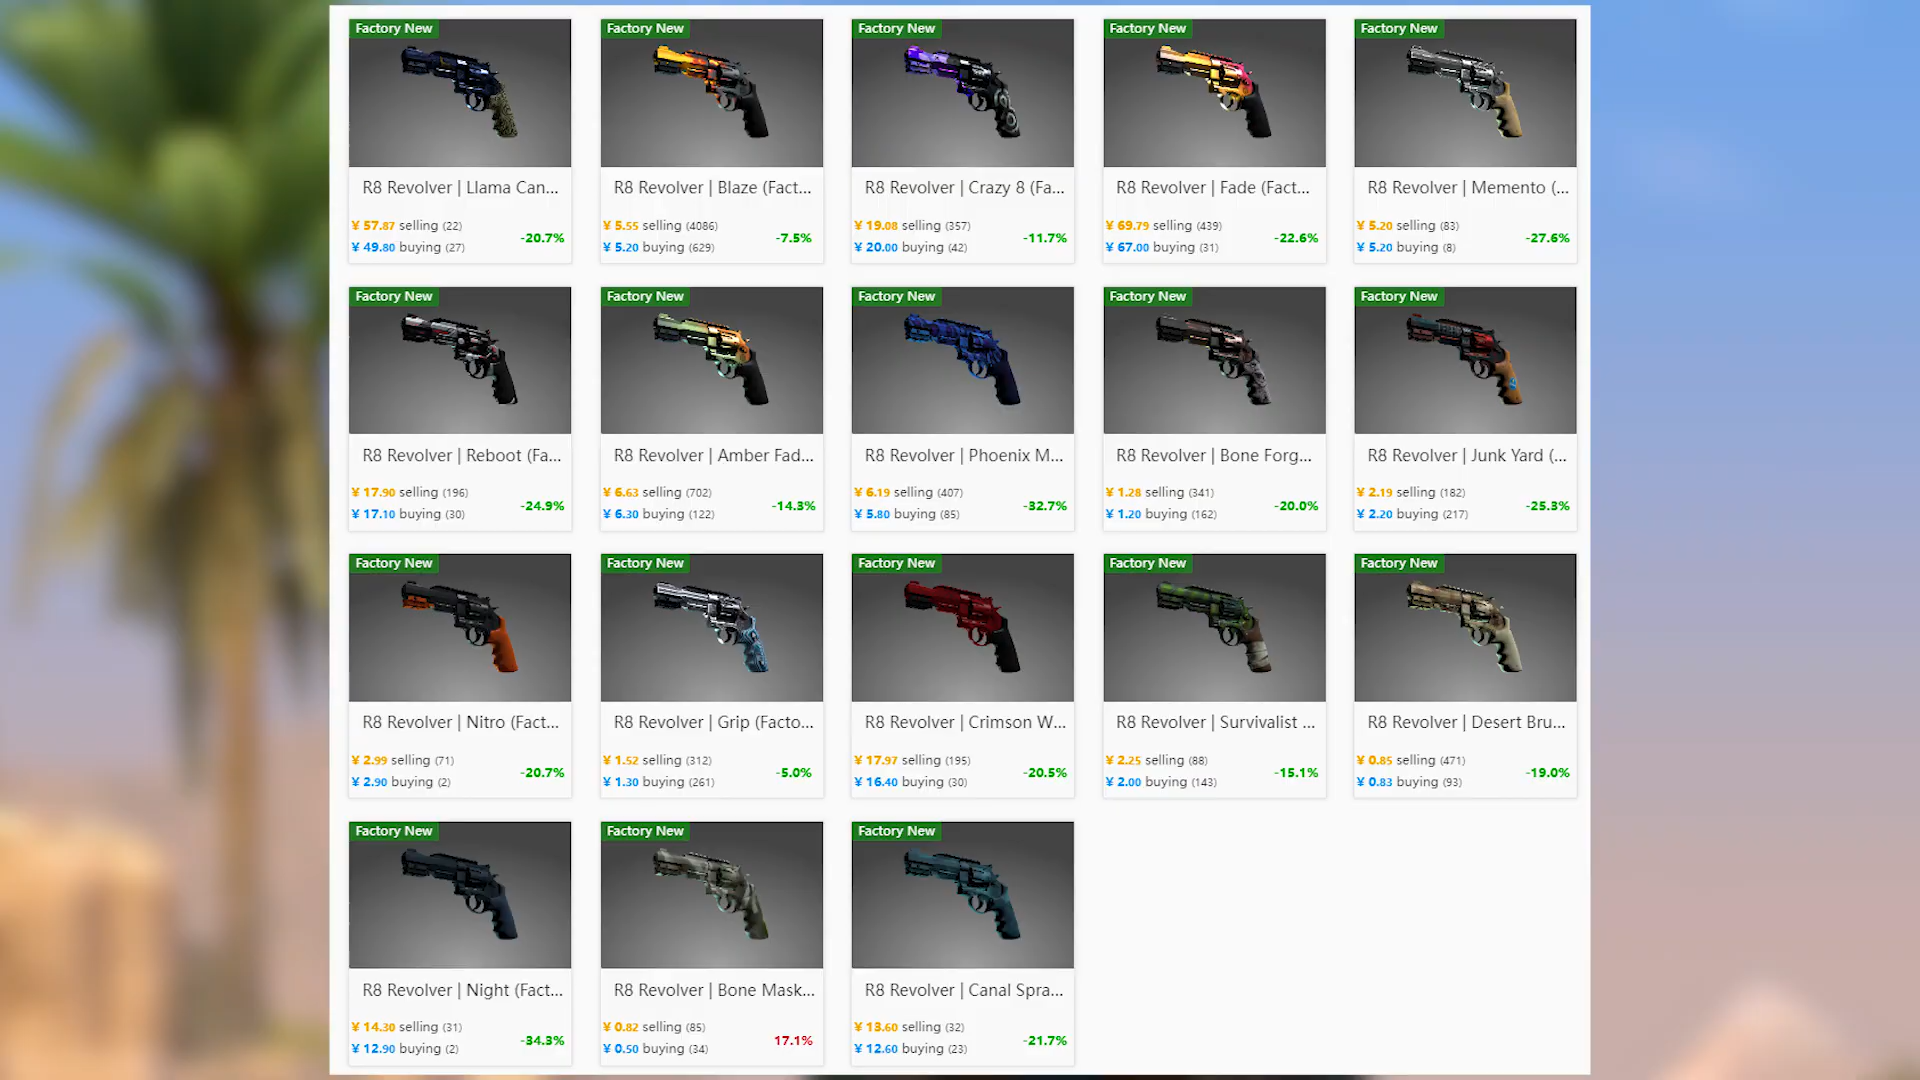 Factory New
R8 Revolver | Llama Can...
¥ 57.87 selling (22)
¥ 49.80 buying (27)
-20.7%
Factory New
R8 Revolver | Blaze (Fact...
¥ 5.55 selling (4086)
¥ 5.20 buying (629)
-7.5%
Factory New
R8 Revolver | Crazy 8 (Fa...
¥ 19.08 selling (357)
¥ 20.00 buying (42)
-11.7%
Factory New
R8 Revolver | Fade (Fact...
¥ 69.79 selling (439)
¥ 67.00 buying (31)
-22.6%
Factory New
R8 Revolver | Memento (...
¥ 5.20 selling (83)
¥ 5.20 buying (8)
-27.6%
Factory New
R8 Revolver | Reboot (Fa...
¥ 17.90 selling (196)
¥ 17.10 buying (30)
-24.9%
Factory New
R8 Revolver | Amber Fad...
¥ 6.63 selling (702)
¥ 6.30 buying (122)
-14.3%
Factory New
R8 Revolver | Phoenix M...
¥ 6.19 selling (407)
¥ 5.80 buying (85)
-32.7%
Factory New
R8 Revolver | Bone Forg...
¥ 1.28 selling (341)
¥ 1.20 buying (162)
-20.0%
Factory New
R8 Revolver | Junk Yard (...
¥ 2.19 selling (182)
¥ 2.20 buying (217)
-25.3%
Factory New
R8 Revolver | Nitro (Fact...
¥ 2.99 selling (71)
¥ 2.90 buying (2)
-20.7%
Factory New
R8 Revolver | Grip (Facto...
¥ 1.52 selling (312)
¥ 1.30 buying (261)
-5.0%
Factory New
R8 Revolver | Crimson W...
¥ 17.97 selling (195)
¥ 16.40 buying (30)
-20.5%
Factory New
R8 Revolver | Survivalist ...
¥ 2.25 selling (88)
¥ 2.00 buying (143)
-15.1%
Factory New
R8 Revolver | Desert Bru...
¥ 0.85 selling (471)
¥ 0.83 buying (93)
-19.0%
Factory New
R8 Revolver | Night (Fact...
¥ 14.30 selling (31)
¥ 12.90 buying (2)
-34.3%
Factory New
R8 Revolver | Bone Mask...
¥ 0.82 selling (85)
¥ 0.50 buying (34)
17.1%
Factory New
R8 Revolver | Canal Spra...
¥ 13.60 selling (32)
¥ 12.60 buying (23)
-21.7%